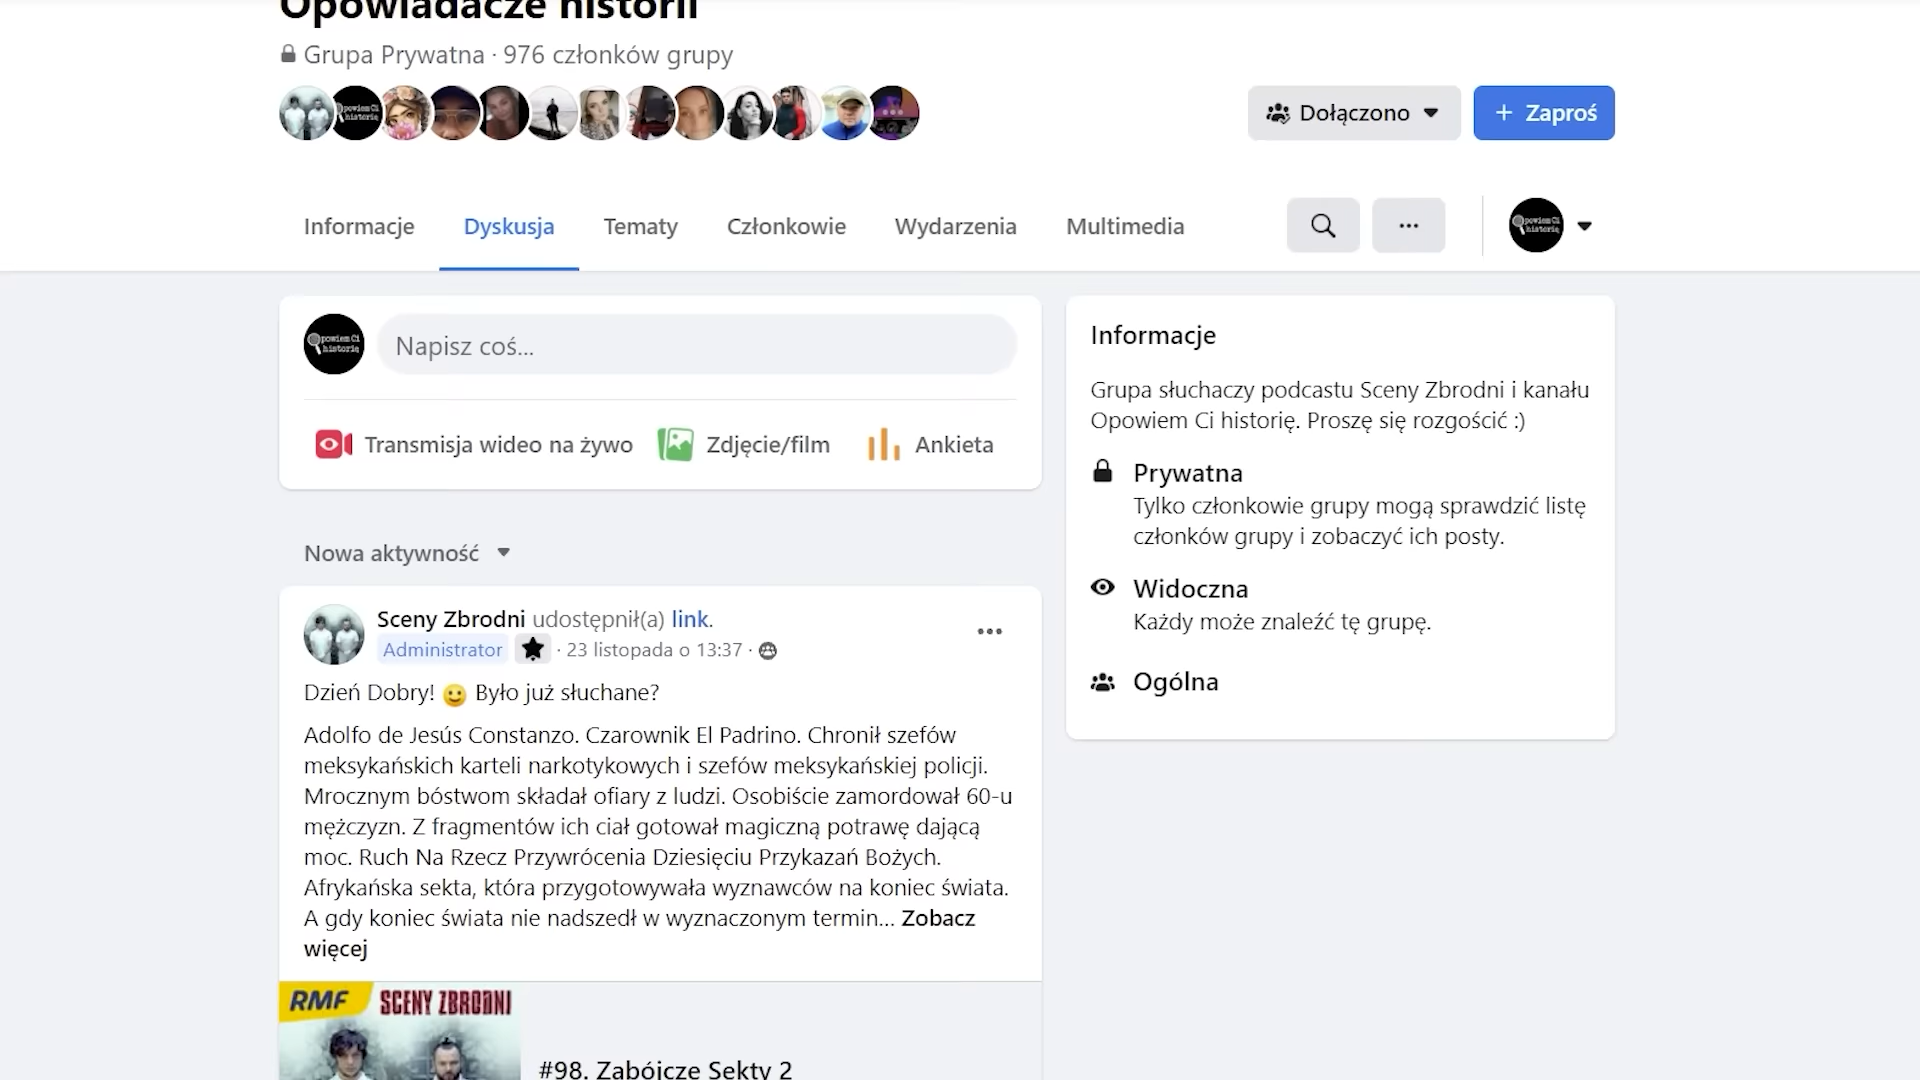 Opowiadacze historii
Grupa Prywatna · 976 członków grupy
Dołączono
+ Zaproś
Informacje
Dyskusja
Tematy
Członkowie
Wydarzenia
Multimedia
powiem Ci
historię
Napisz coś...
Transmisja wideo na żywo
Zdjęcie/film
Ankieta
Nowa aktywność
Sceny Zbrodni udostępnił(a) link.
Administrator · 23 listopada o 13:37 ·
Dzień Dobry! 🙂 Było już słuchane?
Adolfo de Jesús Constanzo. Czarownik El Padrino. Chronił szefów
meksykańskich karteli narkotykowych i szefów meksykańskiej policji.
Mrocznym bóstwom składał ofiary z ludzi. Osobiście zamordował 60-u
mężczyzn. Z fragmentów ich ciał gotował magiczną potrawę dającą
moc. Ruch Na Rzecz Przywrócenia Dziesięciu Przykazań Bożych.
Afrykańska sekta, która przygotowywała wyznawców na koniec świata.
A gdy koniec świata nie nadszedł w wyznaczonym termin... Zobacz
więcej
RMF SCENY ZBRODNI
#98. Zabójcze Sekty 2
Informacje
Grupa słuchaczy podcastu Sceny Zbrodni i kanału
Opowiem Ci historię. Proszę się rozgościć :)
Prywatna
Tylko członkowie grupy mogą sprawdzić listę
członków grupy i zobaczyć ich posty.
Widoczna
Każdy może znaleźć tę grupę.
Ogólna